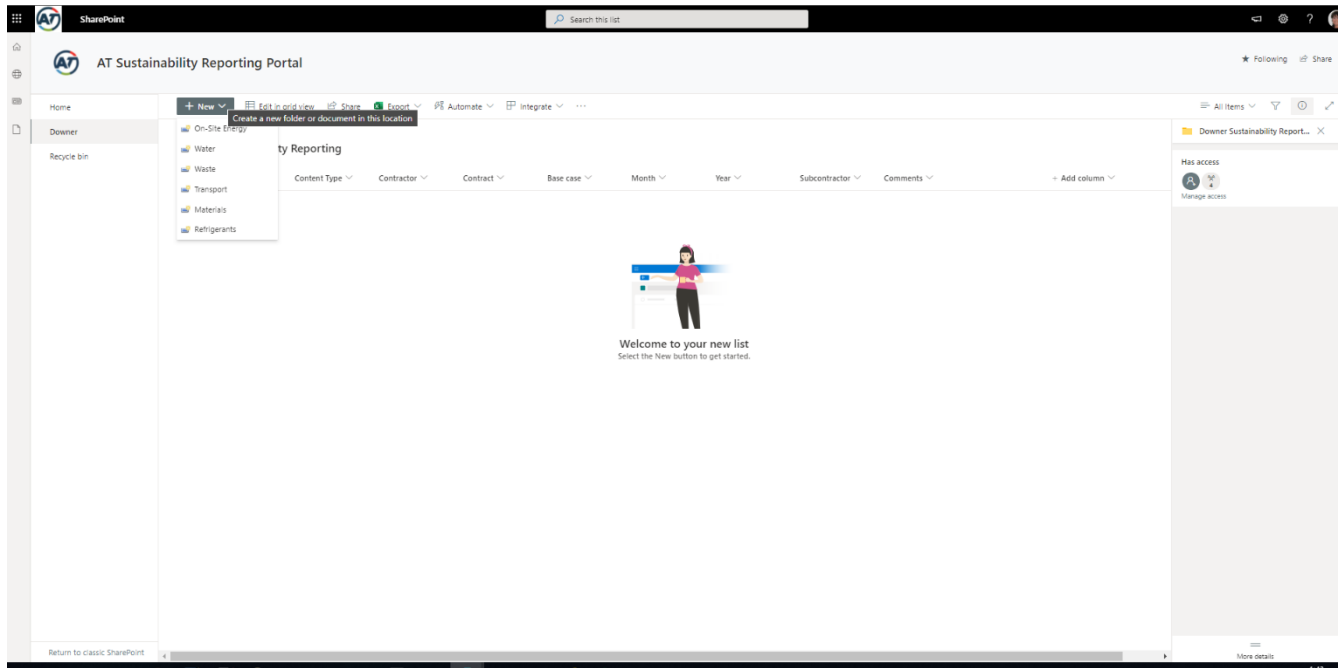 AT SharePoint Search this list ?
AT AT Sustainability Reporting Portal Following Share
Home + New Edit in grid view Share Export Automate Integrate ... All Items
Create a new folder or document in this location
Downer On-Site Energy Downer Sustainability Report... ×
Recycle bin Water ty Reporting
Has access
Waste Content Type Contractor Contract Base case Month Year Subcontractor Comments + Add column
4
Transport Manage access
Materials
Refrigerants
Welcome to your new list
Select the New button to get started.
Return to classic SharePoint More details